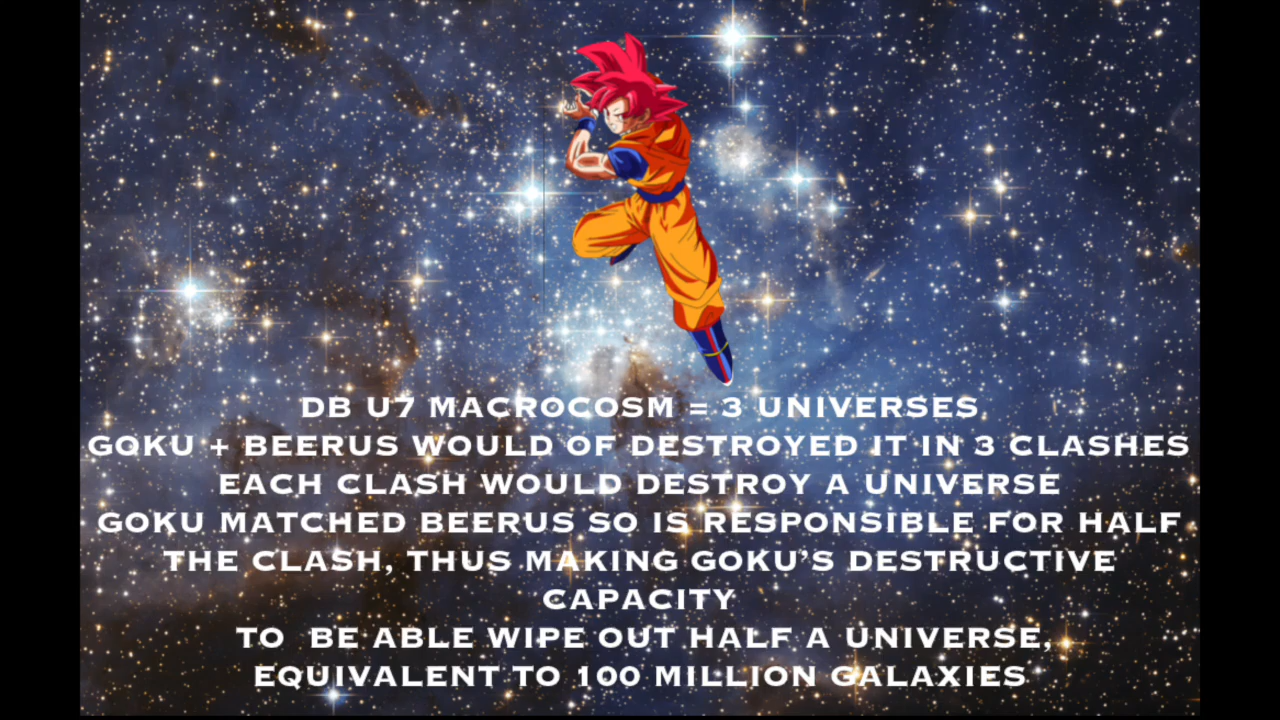 DB U7 MACROCOSM = 3 UNIVERSES
GOKU + BEERUS WOULD OF DESTROYED IT IN 3 CLASHES
EACH CLASH WOULD DESTROY A UNIVERSE
GOKU MATCHED BEERUS SO IS RESPONSIBLE FOR HALF
THE CLASH, THUS MAKING GOKU’S DESTRUCTIVE
CAPACITY
TO BE ABLE WIPE OUT HALF A UNIVERSE,
EQUIVALENT TO 100 MILLION GALAXIES